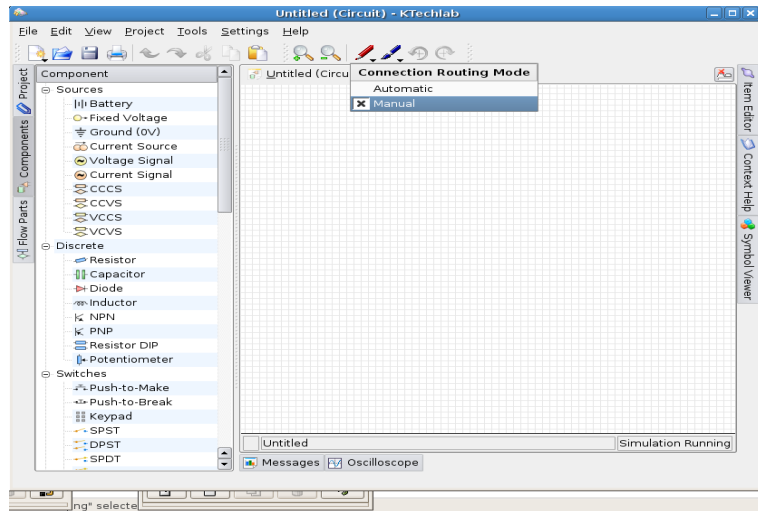 Untitled (Circuit) - KTechlab
File Edit View Project Tools Settings Help
Project
Components
Flow Parts
Component
Sources
Battery
Fixed Voltage
Ground (0V)
Current Source
Voltage Signal
Current Signal
CCCS
CCVS
VCCS
VCVS
Discrete
Resistor
Capacitor
Diode
Inductor
NPN
PNP
Resistor DIP
Potentiometer
Switches
Push-to-Make
Push-to-Break
Keypad
SPST
DPST
SPDT
Untitled (Circu
Connection Routing Mode
Automatic
Manual
Item Editor
Context Help
Symbol Viewer
Untitled
Simulation Running
Messages
Oscilloscope
ng" selecte